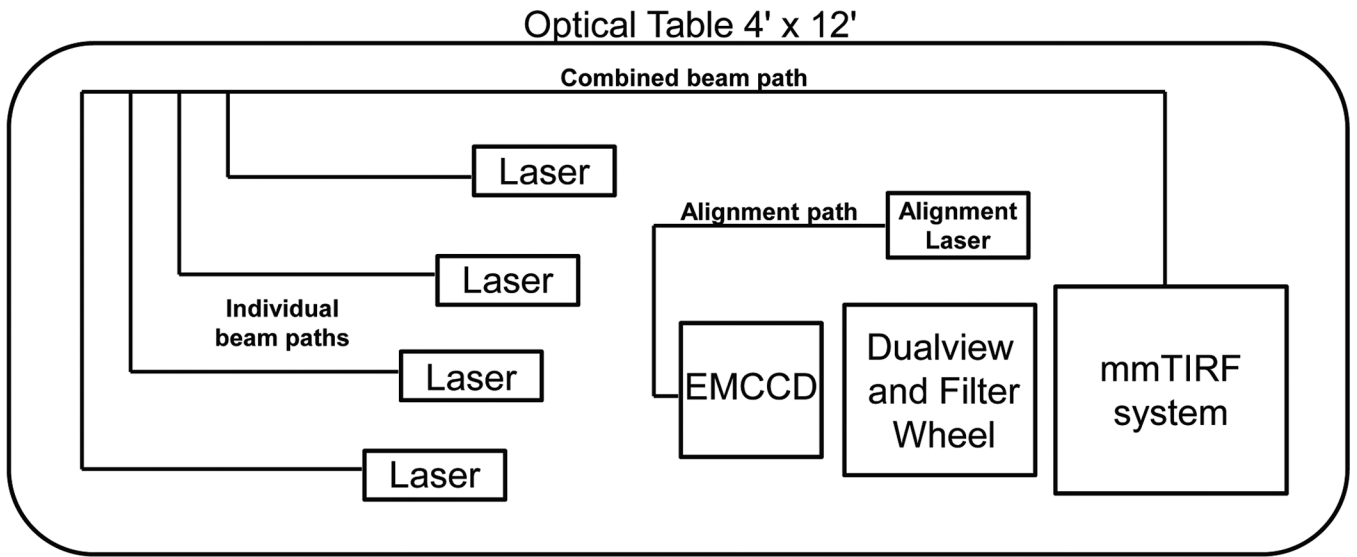 Optical Table 4' x 12'
Combined beam path
Laser
Alignment path
Alignment
Laser
Laser
Individual
beam paths
Laser
EMCCD
Dualview
and Filter
Wheel
mmTIRF
system
Laser